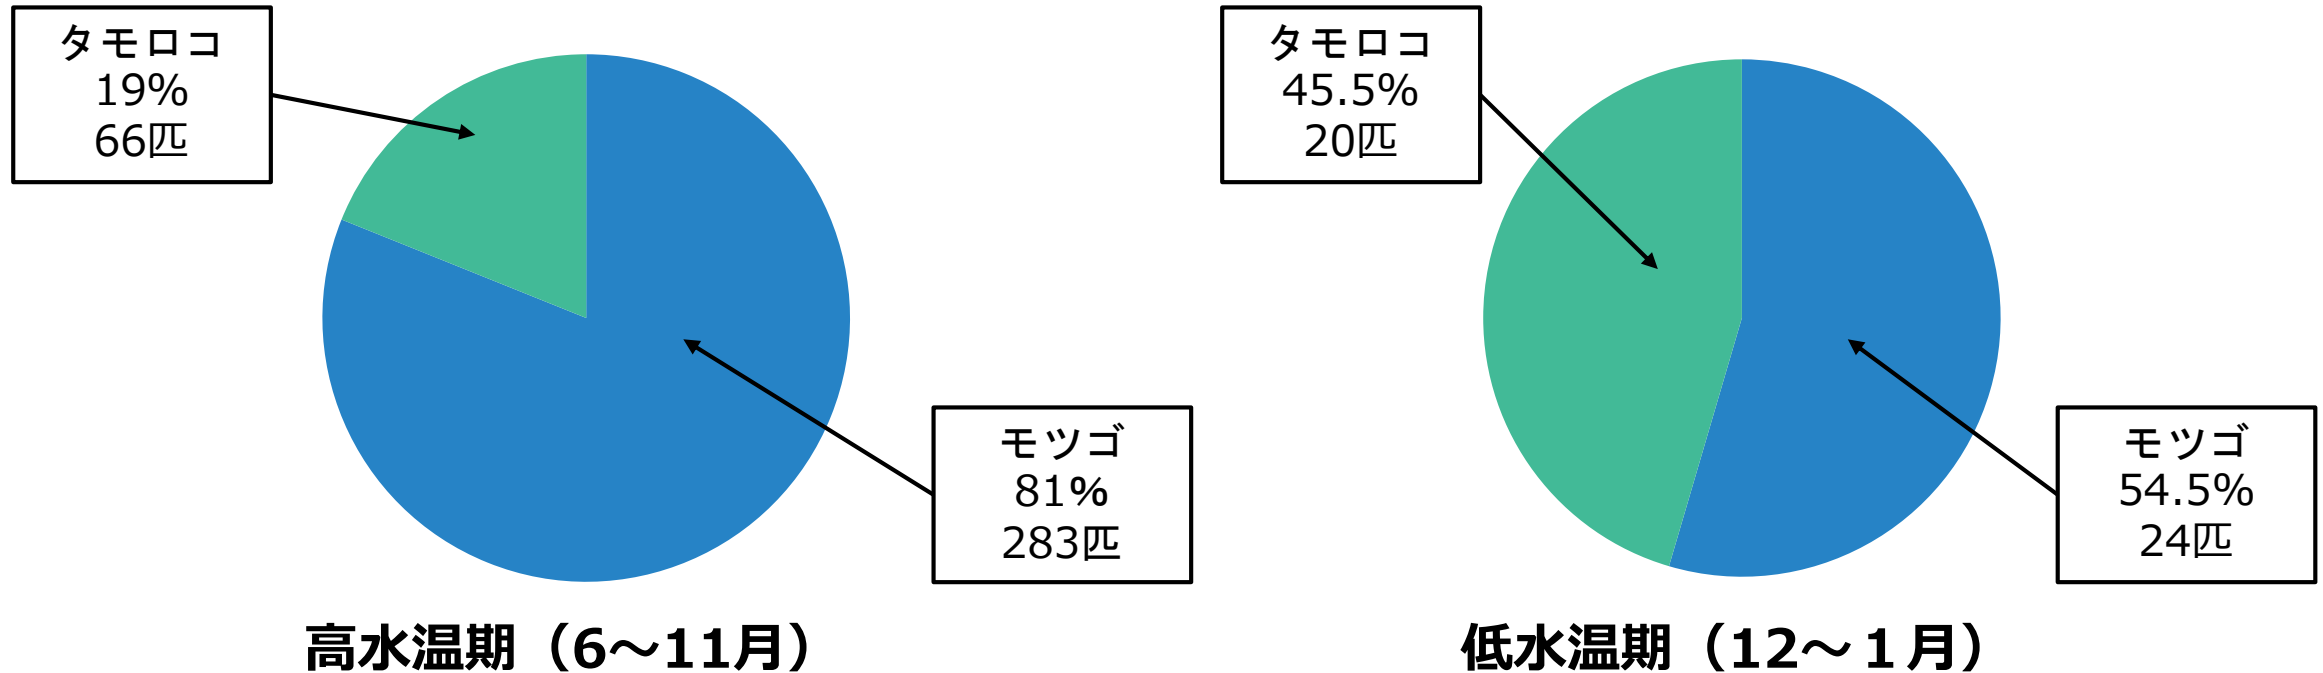 タモロコ
19%
66匹
モツゴ
81%
283匹
高水温期（6～11月）
タモロコ
45.5%
20匹
モツゴ
54.5%
24匹
低水温期（12～１月）